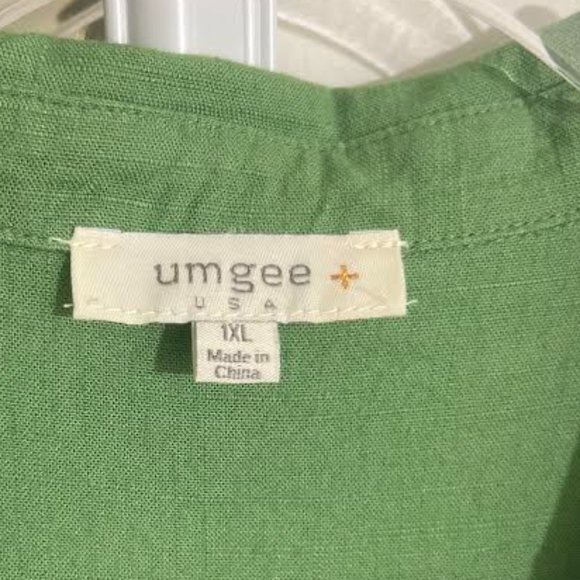 umgee +
USA
1XL
Made in
China